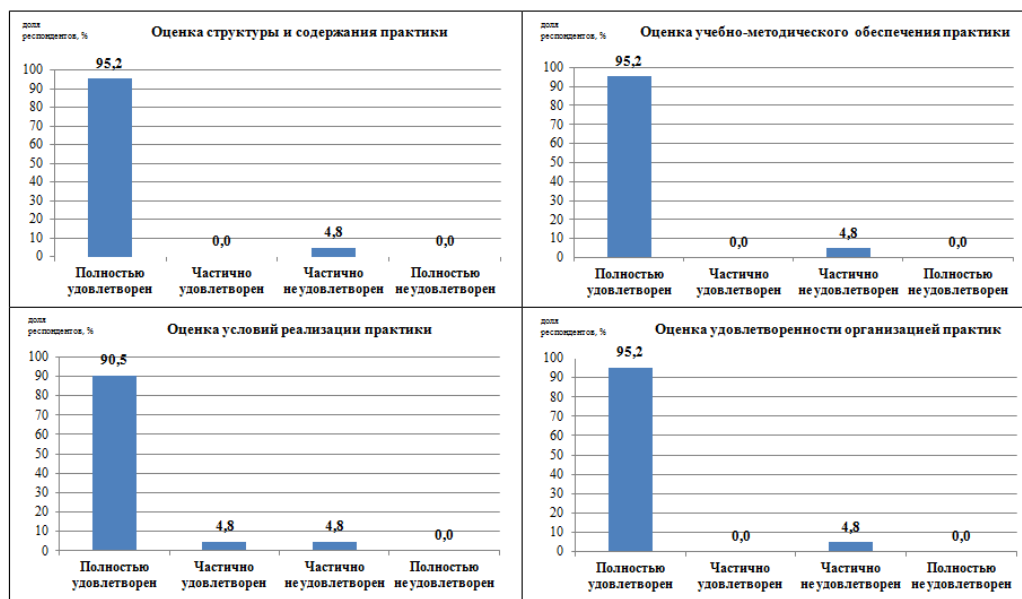 доля
респондентов, %
Оценка структуры и содержания практики
95,2
0,0
4,8
0,0
100
90
80
70
60
50
40
30
20
10
0
Полностью
удовлетворен
Частично
удовлетворен
Частично
не удовлетворен
Полностью
не удовлетворен
доля
респондентов, %
Оценка учебно-методического обеспечения практики
95,2
0,0
4,8
0,0
100
90
80
70
60
50
40
30
20
10
0
Полностью
удовлетворен
Частично
удовлетворен
Частично
не удовлетворен
Полностью
не удовлетворен
доля
респондентов, %
Оценка условий реализации практики
90,5
4,8
4,8
0,0
100
90
80
70
60
50
40
30
20
10
0
Полностью
удовлетворен
Частично
удовлетворен
Частично
не удовлетворен
Полностью
не удовлетворен
доля
респондентов, %
Оценка удовлетворенности организацией практик
95,2
0,0
4,8
0,0
100
90
80
70
60
50
40
30
20
10
0
Полностью
удовлетворен
Частично
удовлетворен
Частично
не удовлетворен
Полностью
не удовлетворен